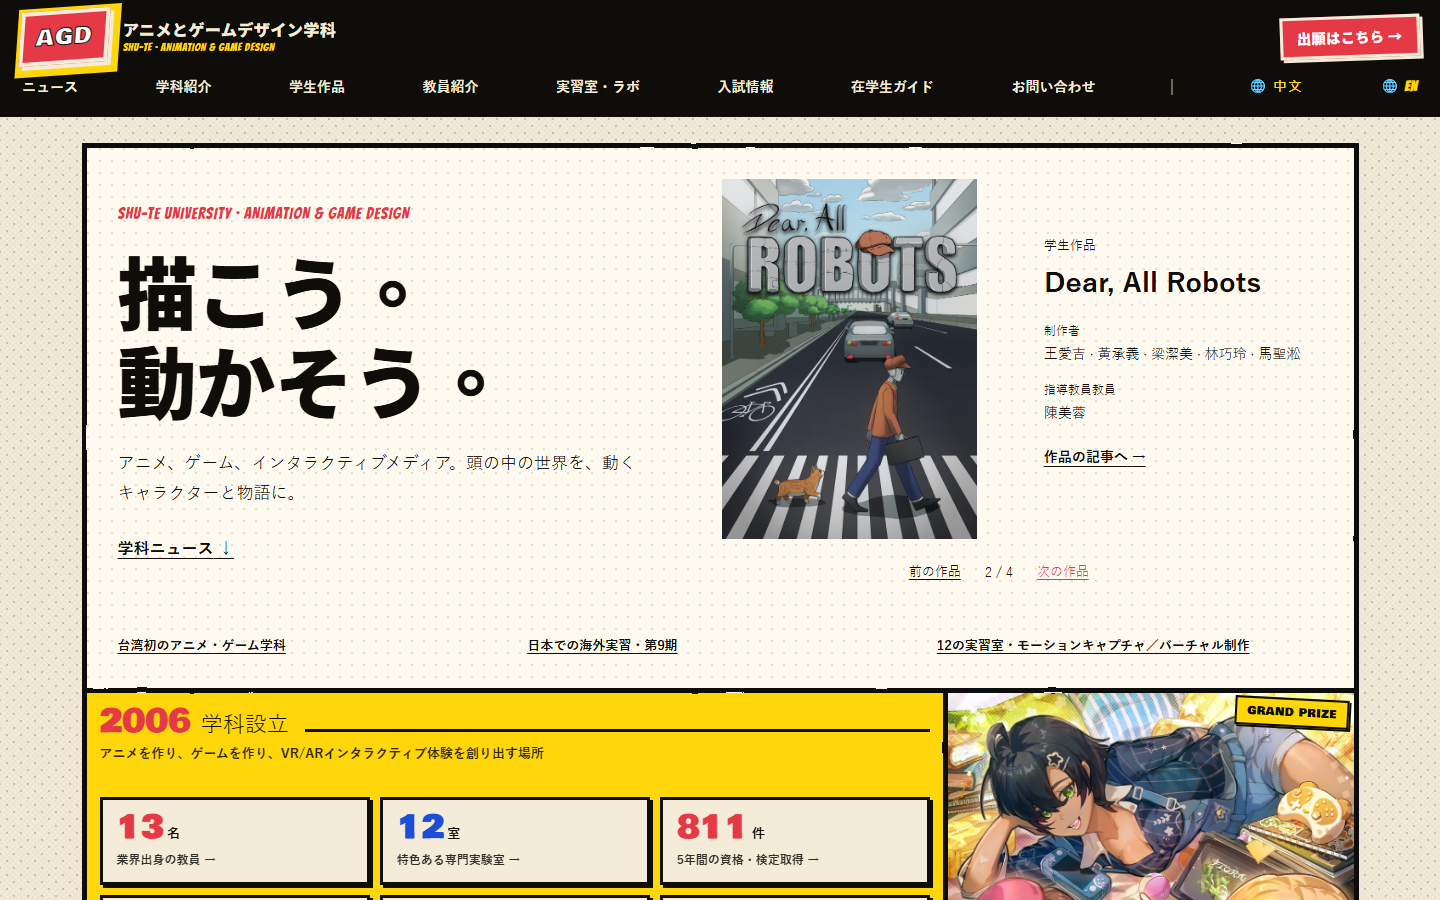 AGD
アニメとゲームデザイン学科
SHU-TE · ANIMATION & GAME DESIGN
出願はこちら →
ニュース
学科紹介
学生作品
教員紹介
実習室・ラボ
入試情報
在学生ガイド
お問い合わせ
中文
EN
SHU-TE UNIVERSITY · ANIMATION & GAME DESIGN
描こう。
動かそう。
アニメ、ゲーム、インタラクティブメディア。頭の中の世界を、動く
キャラクターと物語に。
学科ニュース ↓
Dear, All
ROBOTS
学生作品
Dear, All Robots
制作者
王愛吉 · 黃承義 · 梁潔美 · 林巧玲 · 馬聖淞
指導教員教員
陳美蓉
作品の記事へ →
前の作品
2 / 4
次の作品
台湾初のアニメ・ゲーム学科
日本での海外実習・第9期
12の実習室・モーションキャプチャ／バーチャル制作
2006 学科設立
アニメを作り、ゲームを作り、VR/ARインタラクティブ体験を創り出す場所
13名
業界出身の教員 →
12室
特色ある専門実験室 →
811 件
5年間の資格・検定取得 →
GRAND PRIZE